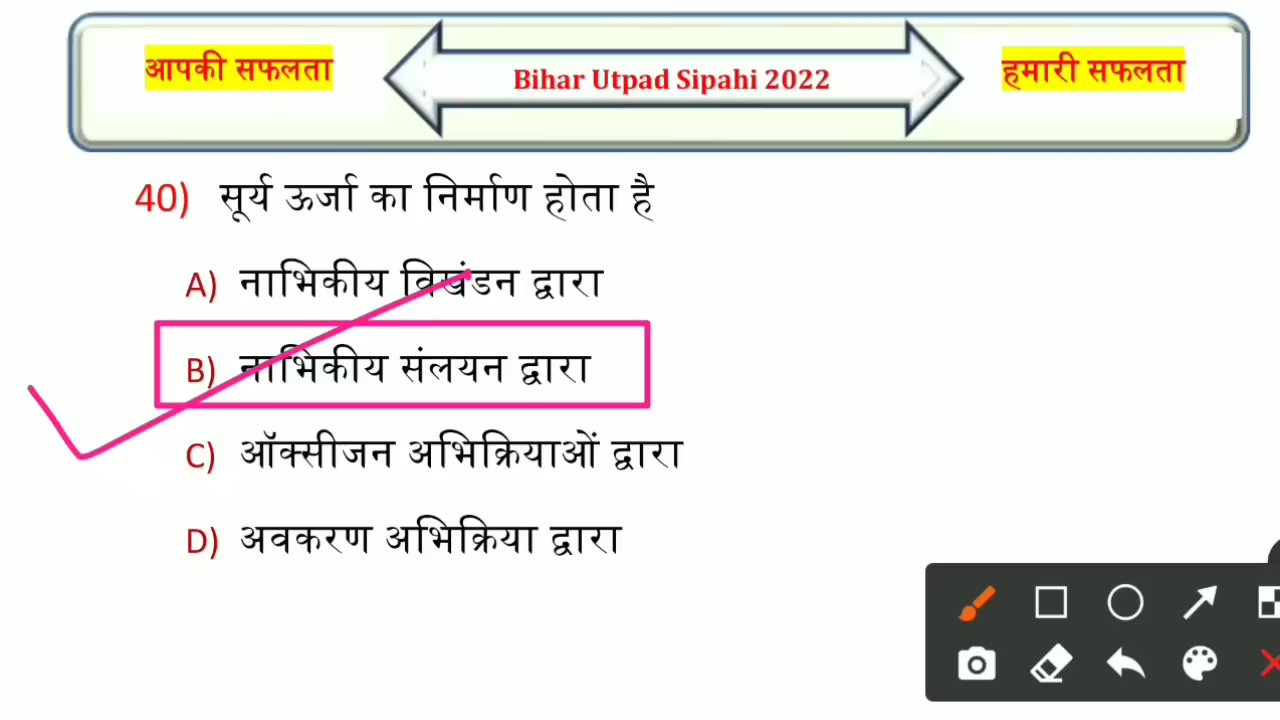 आपकी सफलता
Bihar Utpad Sipahi 2022
हमारी सफलता
40) सूर्य ऊर्जा का निर्माण होता है
A) नाभिकीय विखंडन द्वारा
B) नाभिकीय संलयन द्वारा
C) ऑक्सीजन अभिक्रियाओं द्वारा
D) अवकरण अभिक्रिया द्वारा